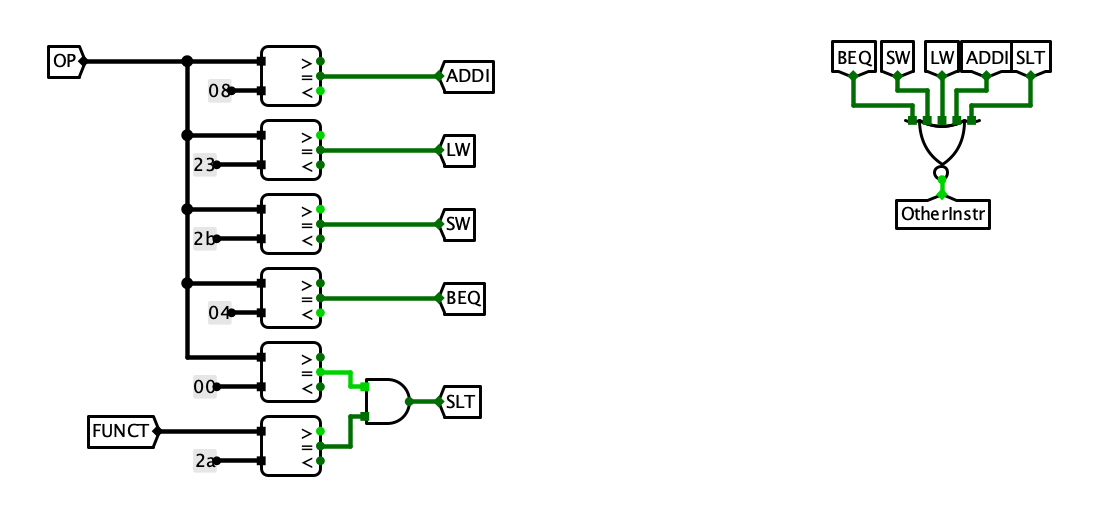 OP
08
>
=
<
ADDI
23
>
=
<
LW
2b
>
=
<
SW
04
>
=
<
BEQ
00
>
=
<
FUNCT
2a
>
=
<
SLT
BEQ SW LW ADDI SLT
OtherInstr